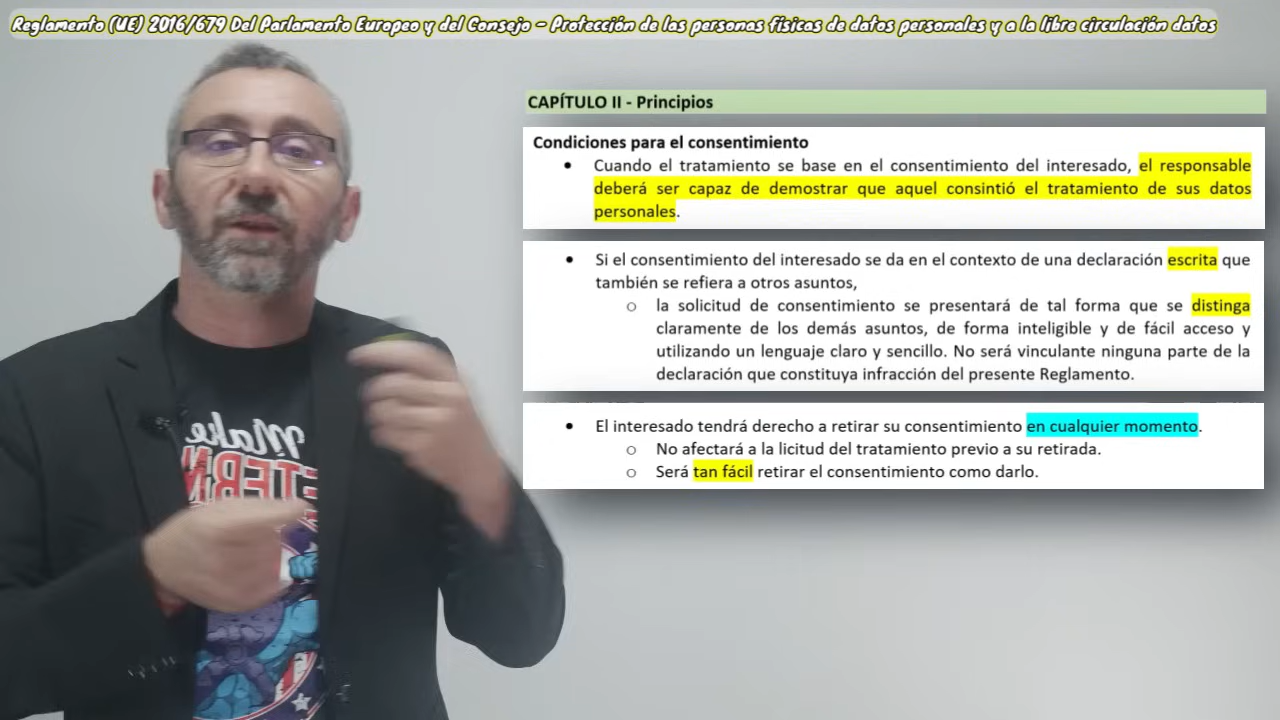 Reglamento (UE) 2016/679 Del Parlamento Europeo y del Consejo - Protección de las personas físicas de datos personales y a la libre circulación datos
CAPÍTULO II - Principios
Condiciones para el consentimiento
• Cuando el tratamiento se base en el consentimiento del interesado, el responsable
deberá ser capaz de demostrar que aquel consintió el tratamiento de sus datos
personales.
• Si el consentimiento del interesado se da en el contexto de una declaración escrita que
también se refiera a otros asuntos,
o la solicitud de consentimiento se presentará de tal forma que se distinga
claramente de los demás asuntos, de forma inteligible y de fácil acceso y
utilizando un lenguaje claro y sencillo. No será vinculante ninguna parte de la
declaración que constituya infracción del presente Reglamento.
• El interesado tendrá derecho a retirar su consentimiento en cualquier momento.
o No afectará a la licitud del tratamiento previo a su retirada.
o Será tan fácil retirar el consentimiento como darlo.
Make